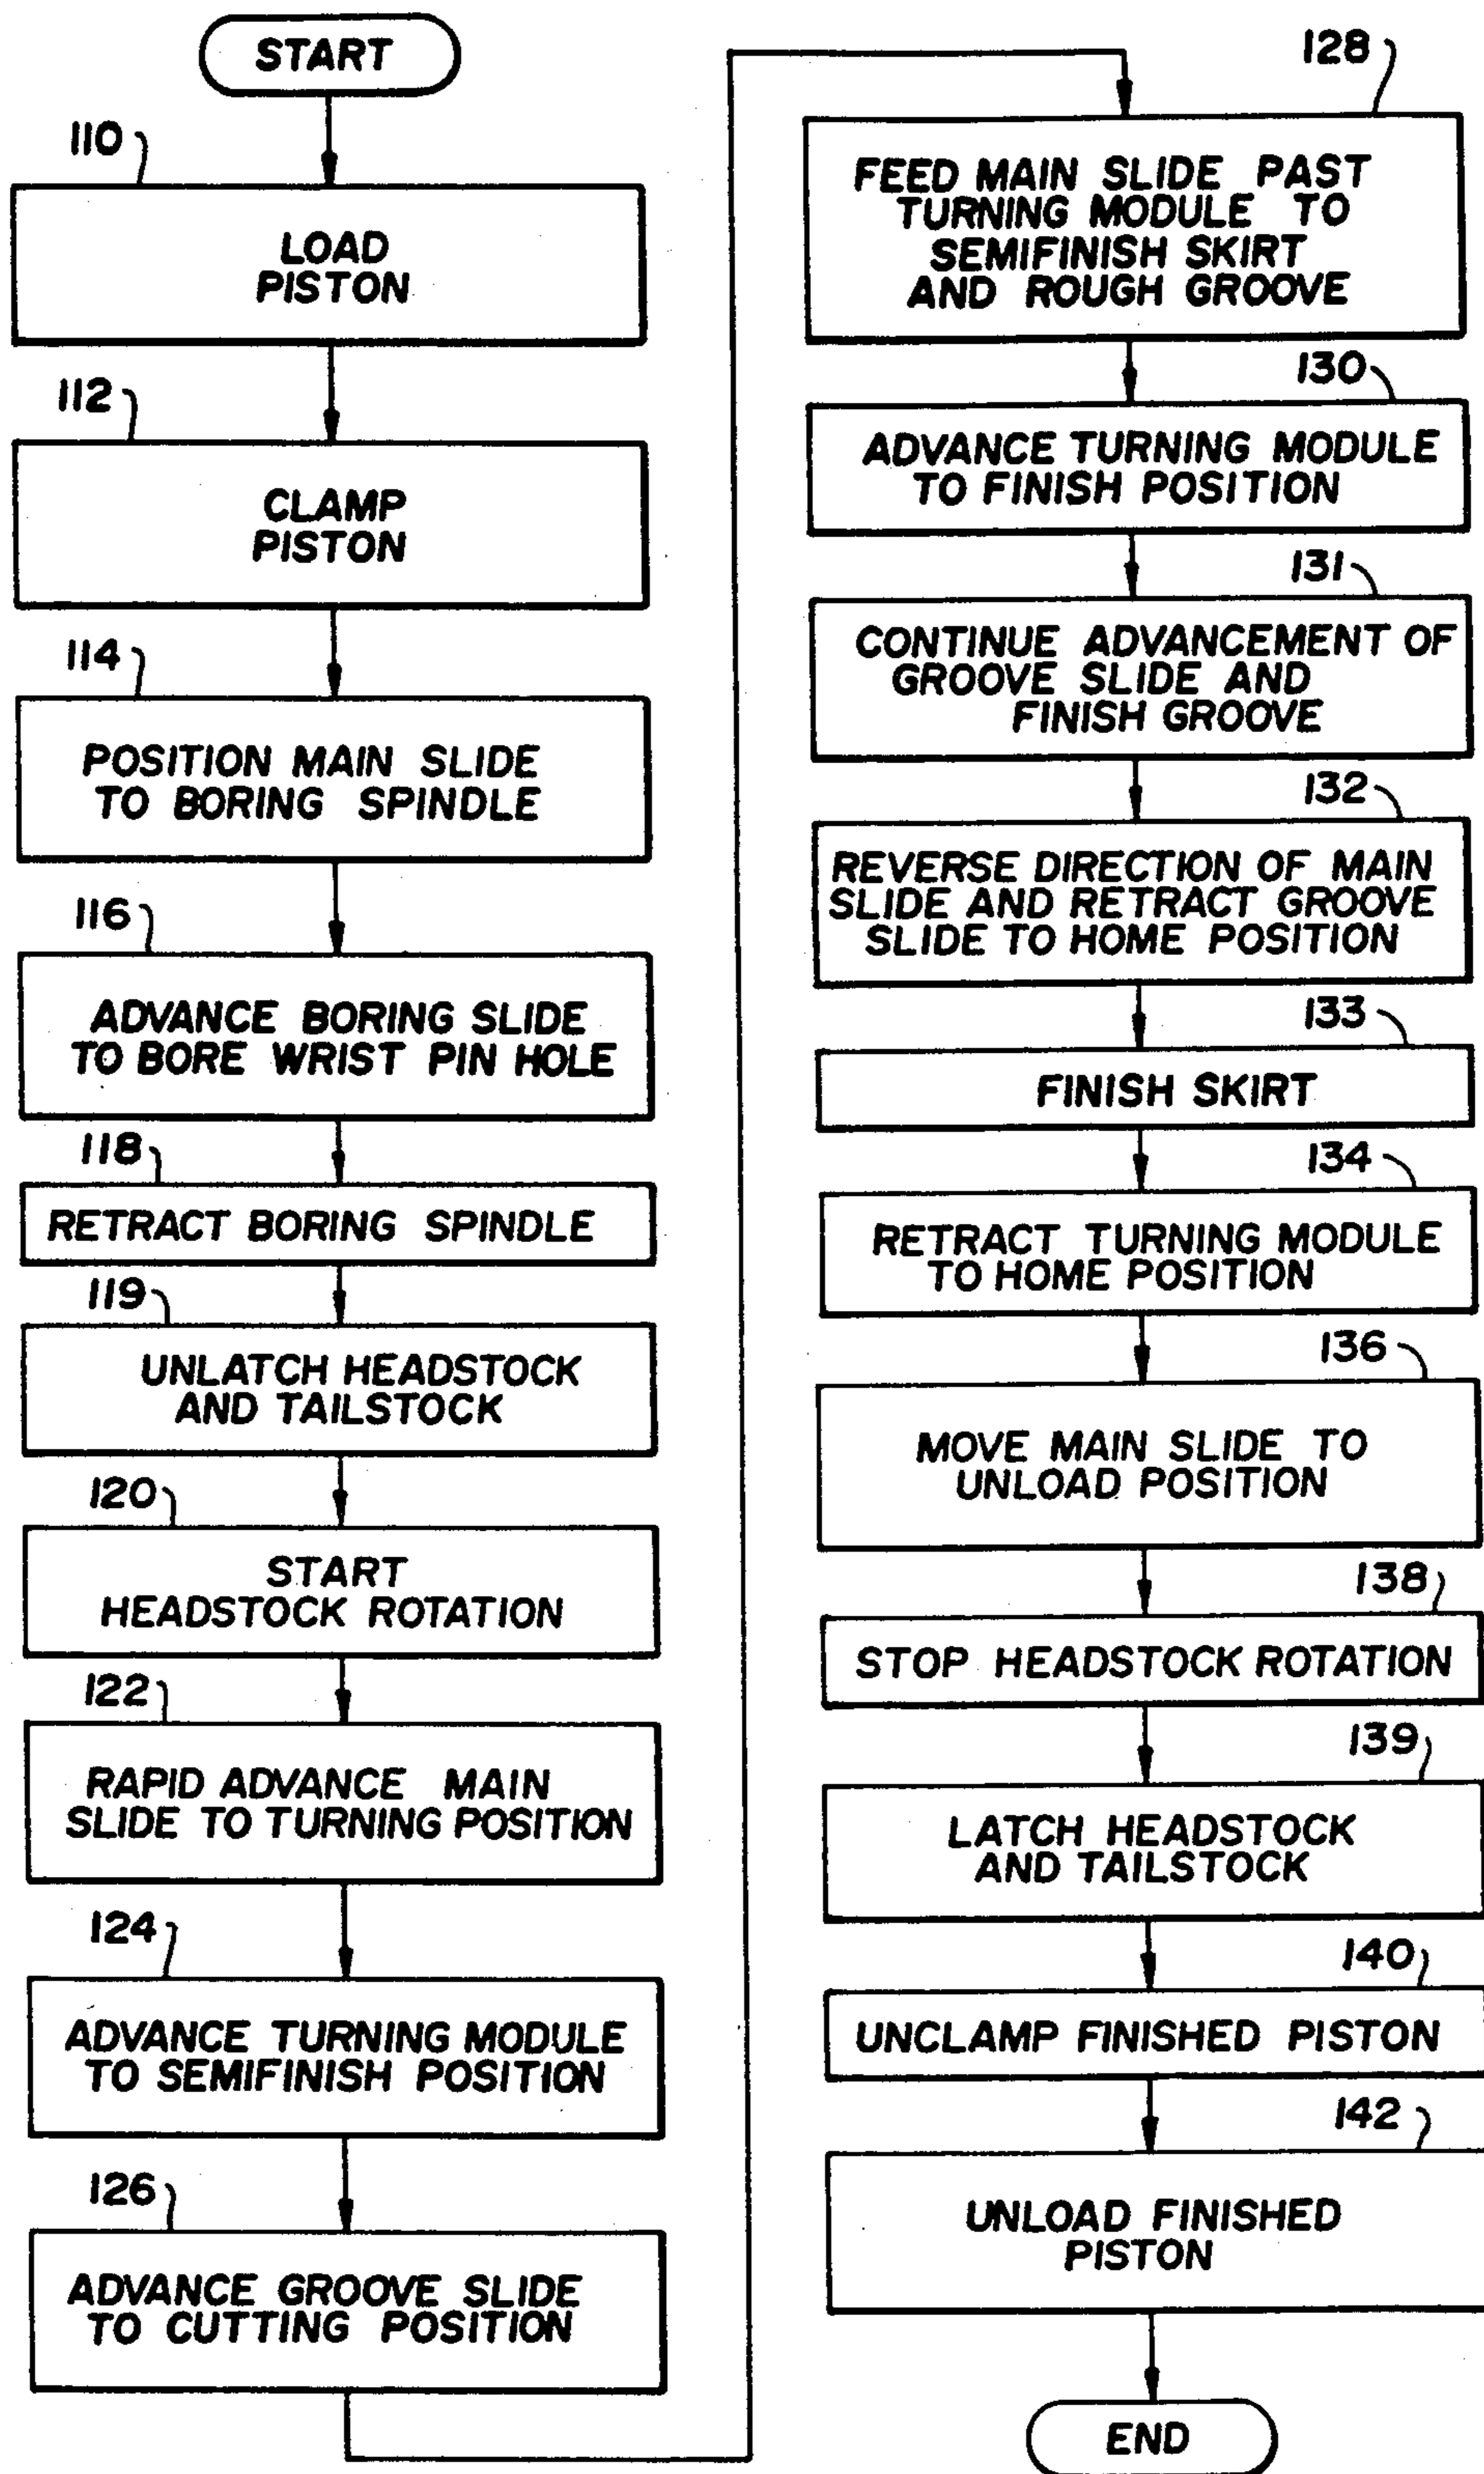 START
110
LOAD
PISTON
112
CLAMP
PISTON
114
POSITION MAIN SLIDE
TO BORING SPINDLE
116
ADVANCE BORING SLIDE
TO BORE WRIST PIN HOLE
118
RETRACT BORING SPINDLE
119
UNLATCH HEADSTOCK
AND TAILSTOCK
120
START
HEADSTOCK ROTATION
122
RAPID ADVANCE MAIN
SLIDE TO TURNING POSITION
124
ADVANCE TURNING MODULE
TO SEMIFINISH POSITION
126
ADVANCE GROOVE SLIDE
TO CUTTING POSITION
128
FEED MAIN SLIDE PAST
TURNING MODULE TO
SEMIFINISH SKIRT
AND ROUGH GROOVE
130
ADVANCE TURNING MODULE
TO FINISH POSITION
131
CONTINUE ADVANCEMENT OF
GROOVE SLIDE AND
FINISH GROOVE
132
REVERSE DIRECTION OF MAIN
SLIDE AND RETRACT GROOVE
SLIDE TO HOME POSITION
133
FINISH SKIRT
134
RETRACT TURNING MODULE
TO HOME POSITION
136
MOVE MAIN SLIDE TO
UNLOAD POSITION
138
STOP HEADSTOCK ROTATION
139
LATCH HEADSTOCK
AND TAILSTOCK
140
UNCLAMP FINISHED PISTON
142
UNLOAD FINISHED
PISTON
END